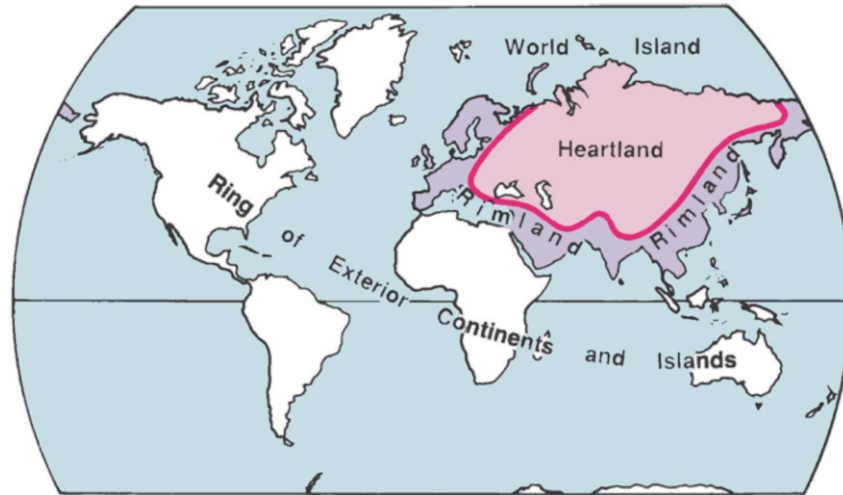 World Island
Heartland
Rimland
Rimland
Ring of Exterior Continents and Islands